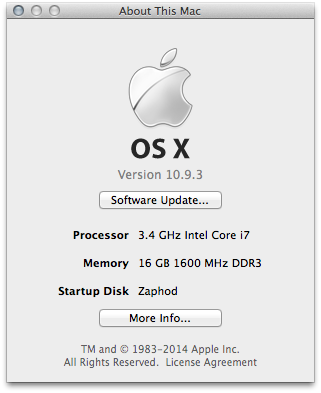 About This Mac
OS X
Version 10.9.3
Software Update...
Processor 3.4 GHz Intel Core i7
Memory 16 GB 1600 MHz DDR3
Startup Disk Zaphod
More Info...
TM and © 1983-2014 Apple Inc.
All Rights Reserved. License Agreement